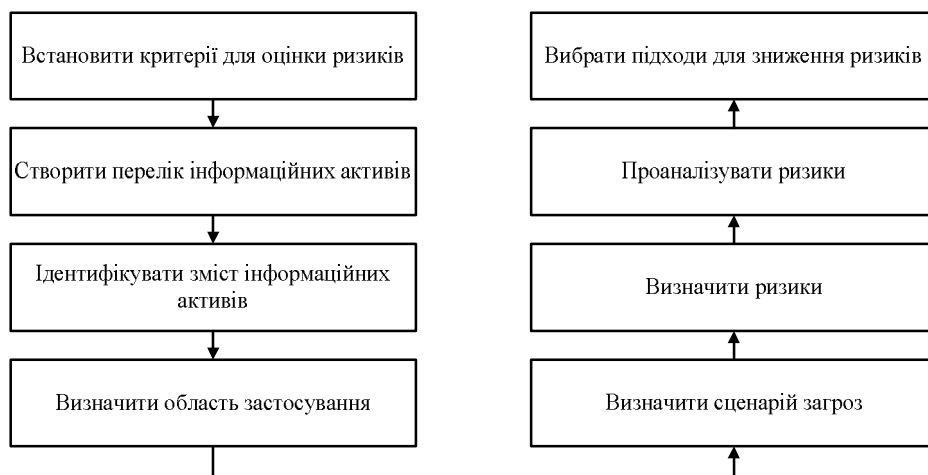 Встановити критерії для оцінки ризиків
Створити перелік інформаційних активів
Ідентифікувати зміст інформаційних
активів
Визначити область застосування
Визначити сценарій загроз
Визначити ризики
Проаналізувати ризики
Вибрати підходи для зниження ризиків